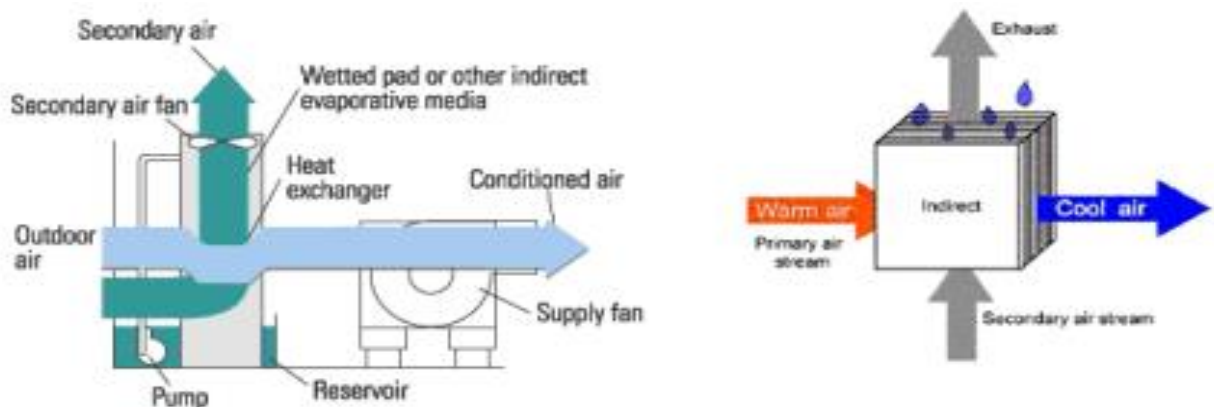 Secondary air
Secondary air fan
Wetted pad or other indirect
evaporative media
Heat
exchanger
Conditioned air
Outdoor
air
Supply fan
Pump
Reservoir
Exhaust
Warm air
Indirect
Cool air
Primary air
stream
Secondary air stream